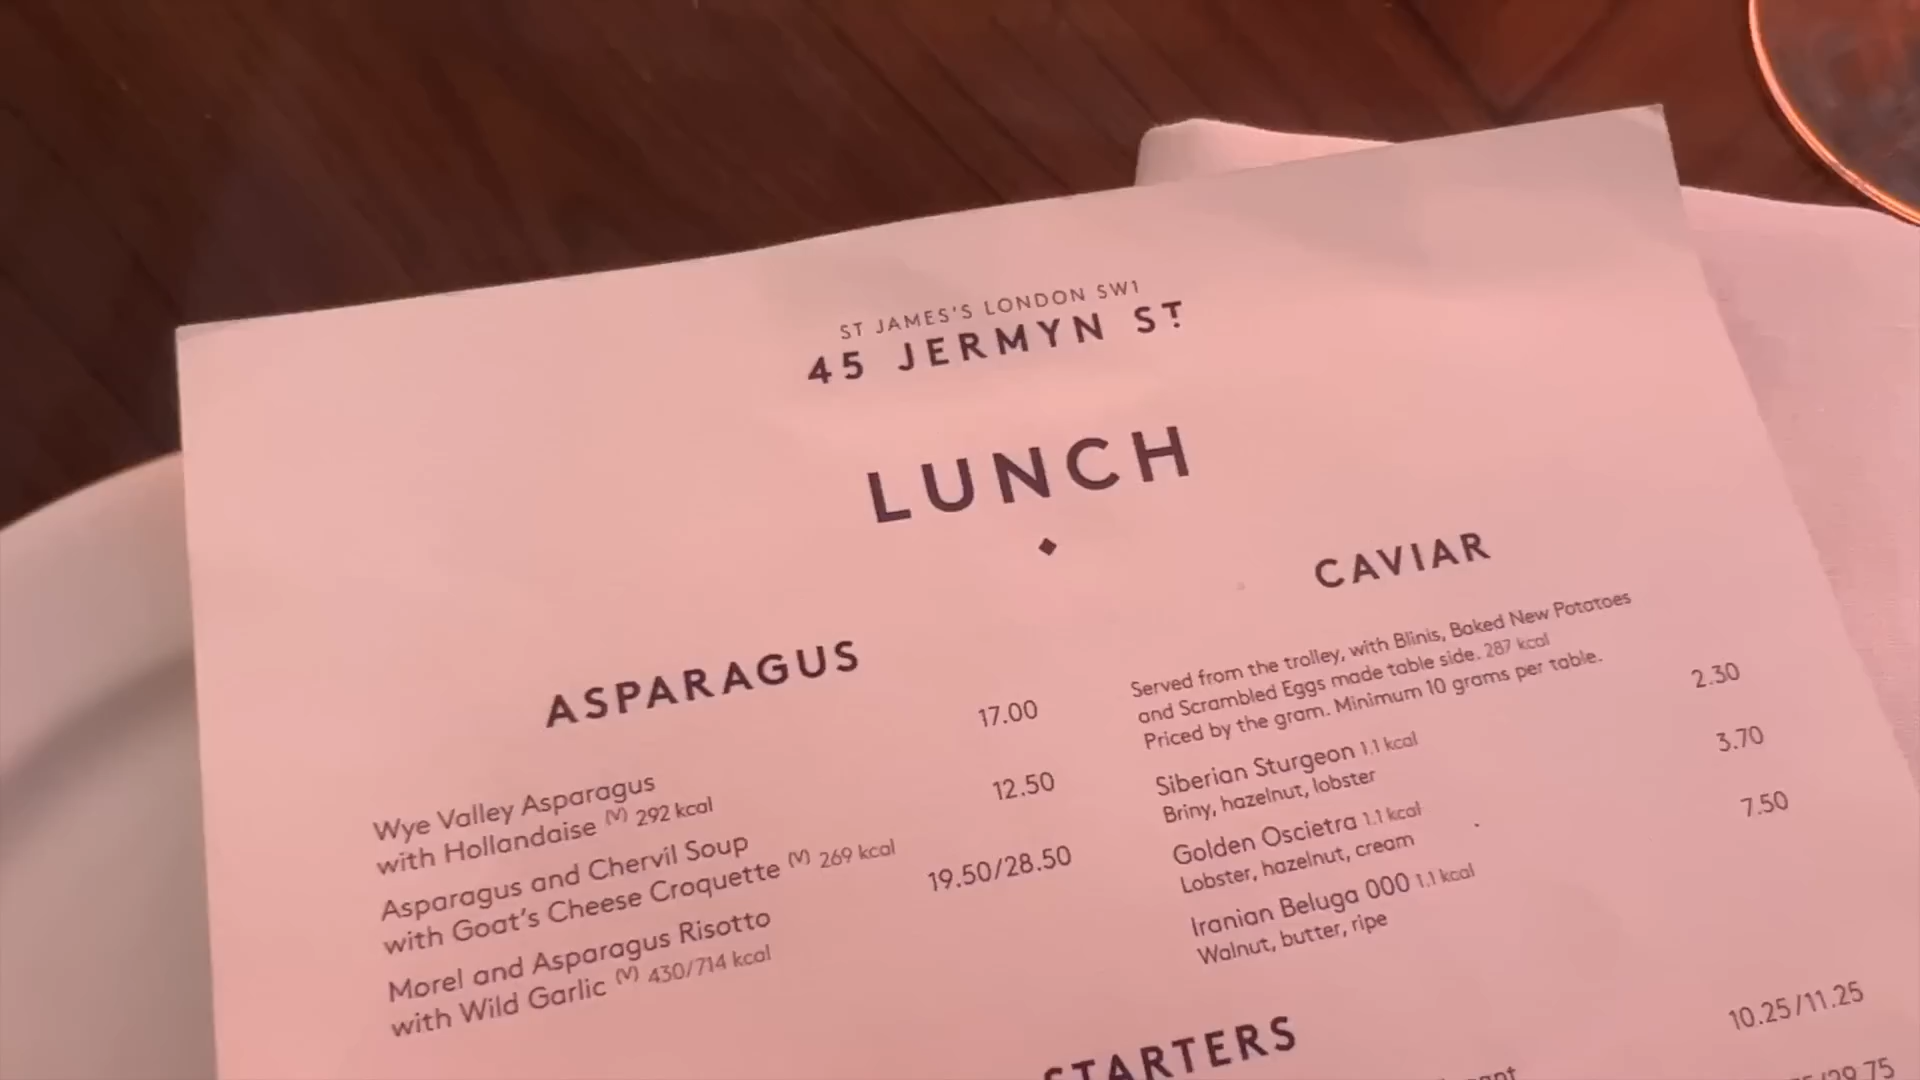 ST JAMES'S LONDON SW1
45 JERMYN ST
LUNCH
ASPARAGUS
Wye Valley Asparagus
with Hollandaise (V) 292 kcal
17.00
Asparagus and Chervil Soup
with Goat's Cheese Croquette (V) 269 kcal
12.50
Morel and Asparagus Risotto
with Wild Garlic (V) 430/714 kcal
19.50/28.50
CAVIAR
Served from the trolley, with Blinis, Baked New Potatoes
and Scrambled Eggs made table side. 287 kcal
Priced by the gram. Minimum 10 grams per table.
Siberian Sturgeon 1.1 kcal
2.30
Briny, hazelnut, lobster
Golden Oscietra 1.1 kcal
3.70
Lobster, hazelnut, cream
Iranian Beluga 000 1.1 kcal
7.50
Walnut, butter, ripe
STARTERS
10.25/11.25